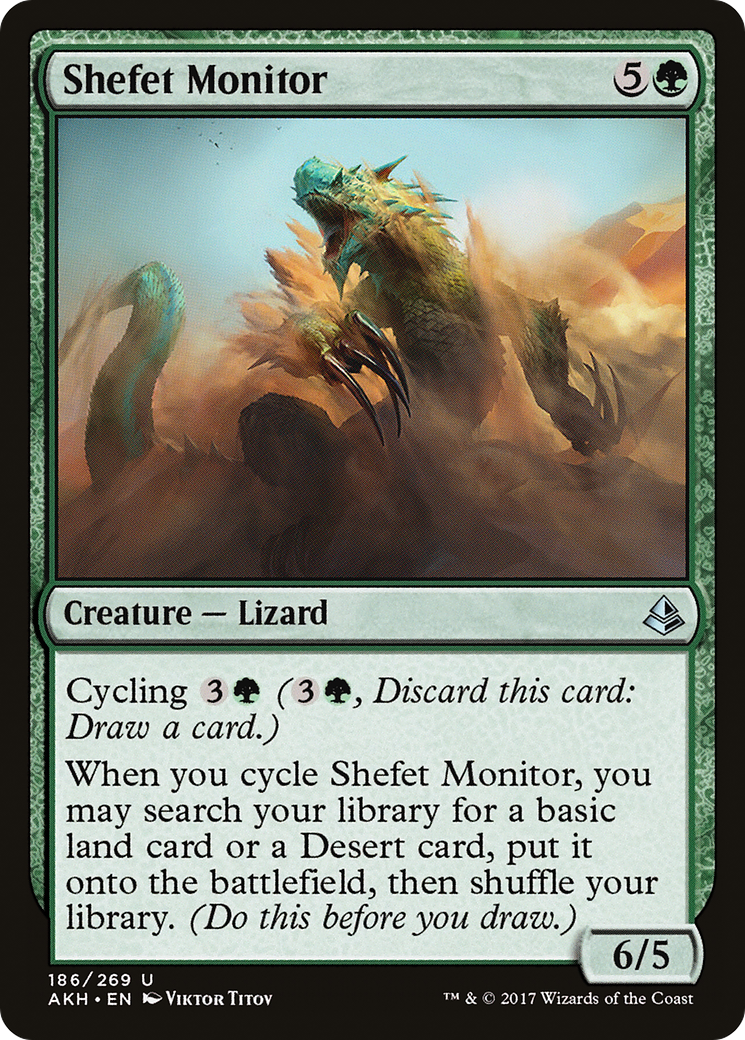 Shefet Monitor 5
Creature — Lizard
Cycling 3 (3, Discard this card:
Draw a card.)
When you cycle Shefet Monitor, you
may search your library for a basic
land card or a Desert card, put it
onto the battlefield, then shuffle your
library. (Do this before you draw.)
6/5
186/269 U
AKH • EN Viktor Titov
™ & © 2017 Wizards of the Coast